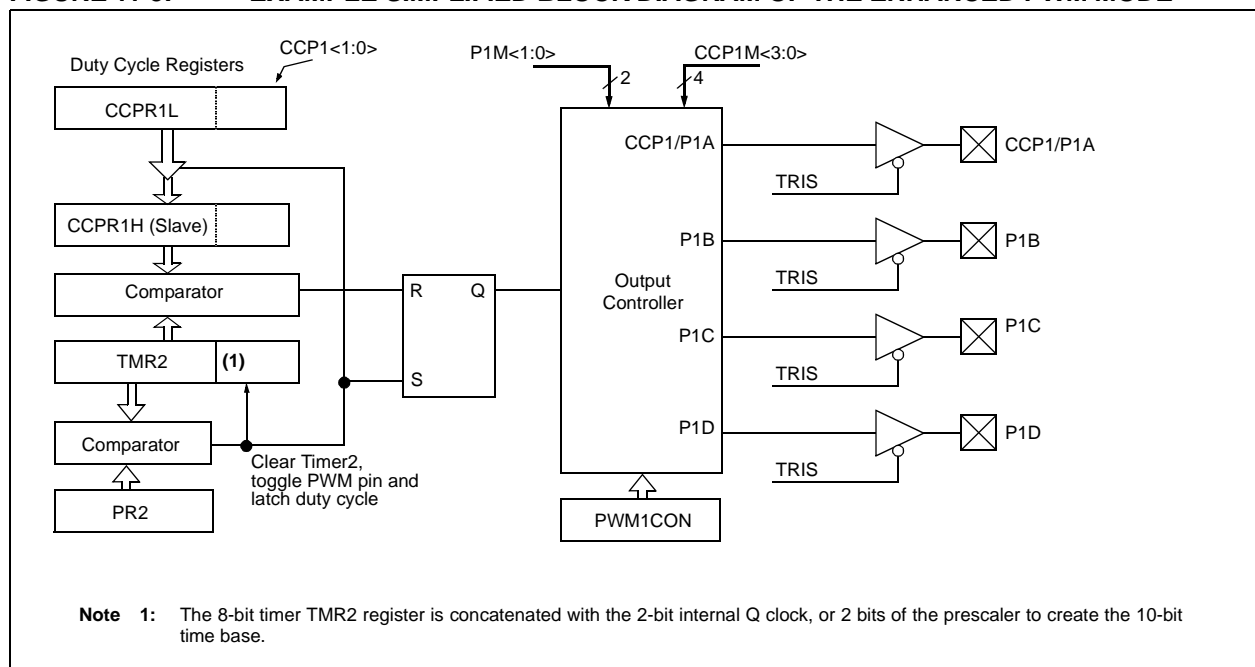 CCP1<1:0>
Duty Cycle Registers
CCPR1L
CCPR1H (Slave)
Comparator
TMR2
(1)
Comparator
PR2
Clear Timer2,
toggle PWM pin and
latch duty cycle
R
Q
S
P1M<1:0>
2
CCP1M<3:0>
4
Output
Controller
CCP1/P1A
P1B
P1C
P1D
PWM1CON
TRIS
CCP1/P1A
TRIS
P1B
TRIS
P1C
TRIS
P1D
Note 1: The 8-bit timer TMR2 register is concatenated with the 2-bit internal Q clock, or 2 bits of the prescaler to create the 10-bit
time base.